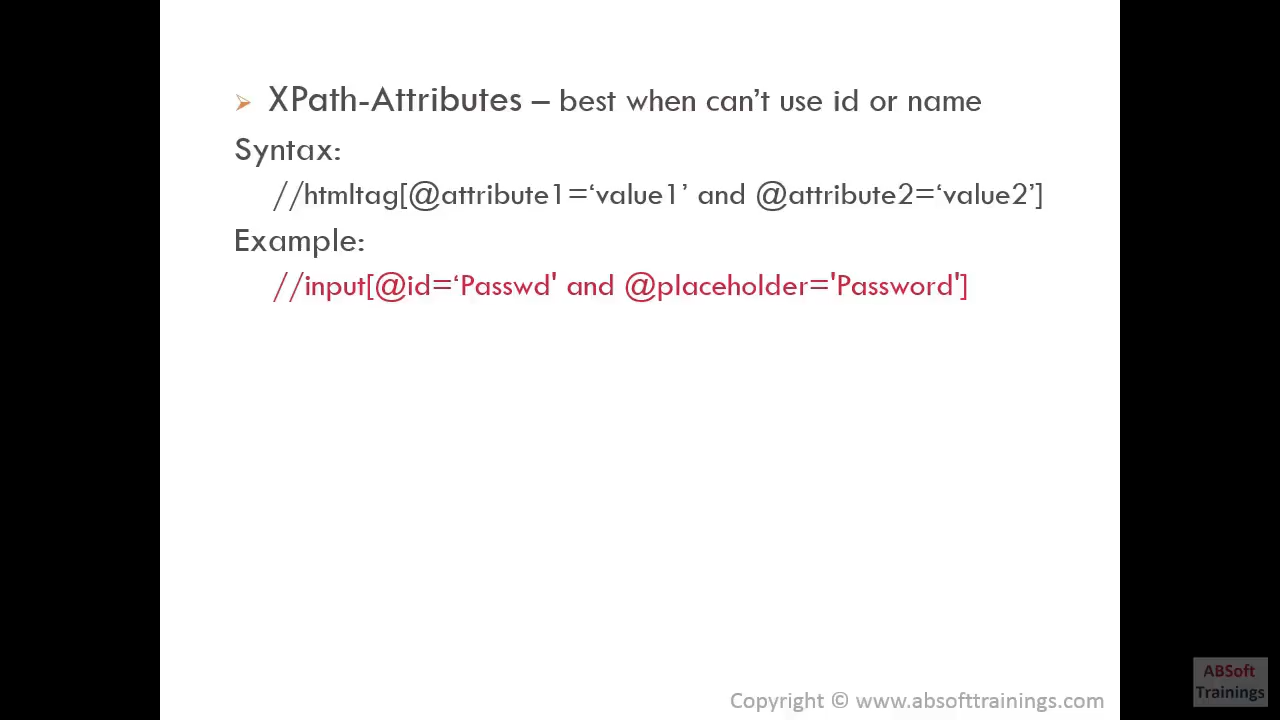 ➢ XPath-Attributes – best when can’t use id or name
Syntax:
//htmltag[@attribute1=‘value1’ and @attribute2=‘value2’]
Example:
//input[@id=‘Passwd' and @placeholder='Password']
Copyright © www.absofttrainings.com
ABSoft
Trainings